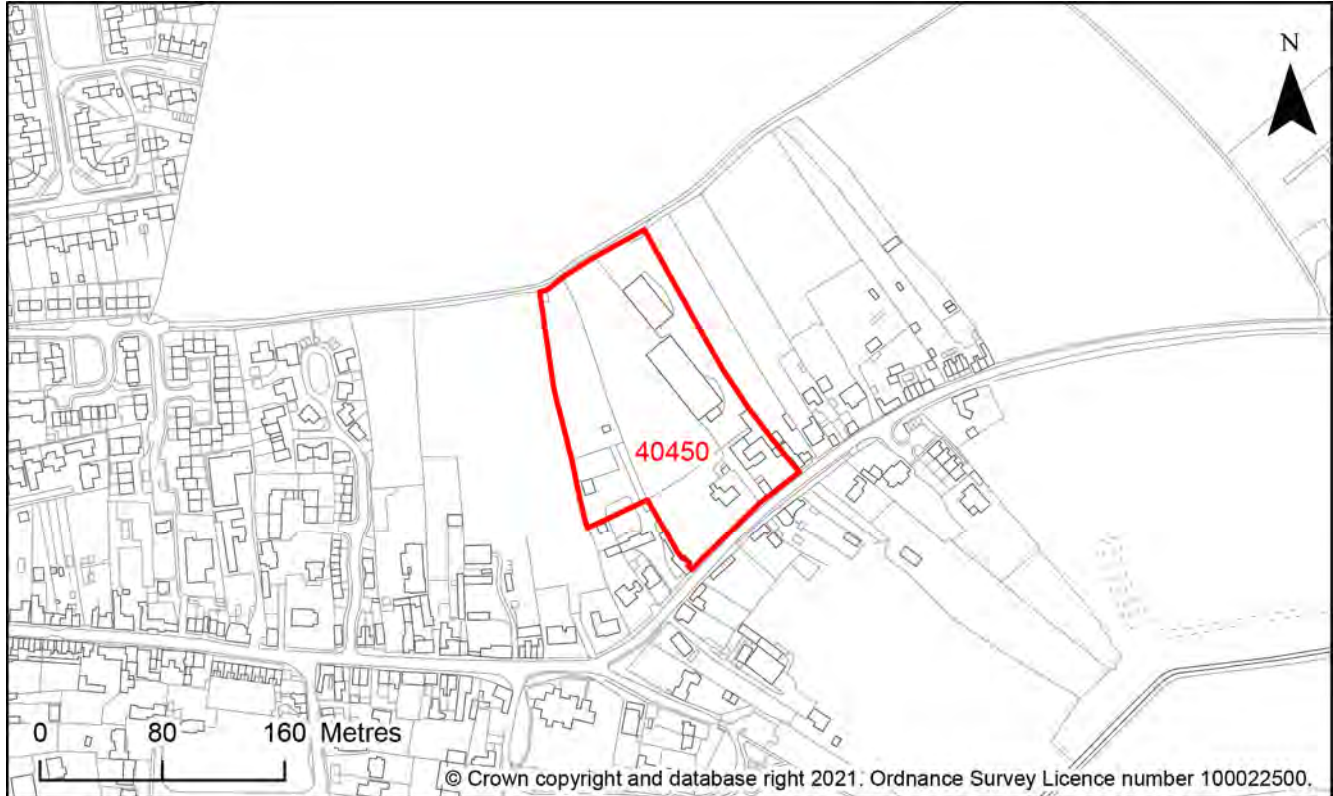 N
40450
0 80 160 Metres
© Crown copyright and database right 2021. Ordnance Survey Licence number 100022500.